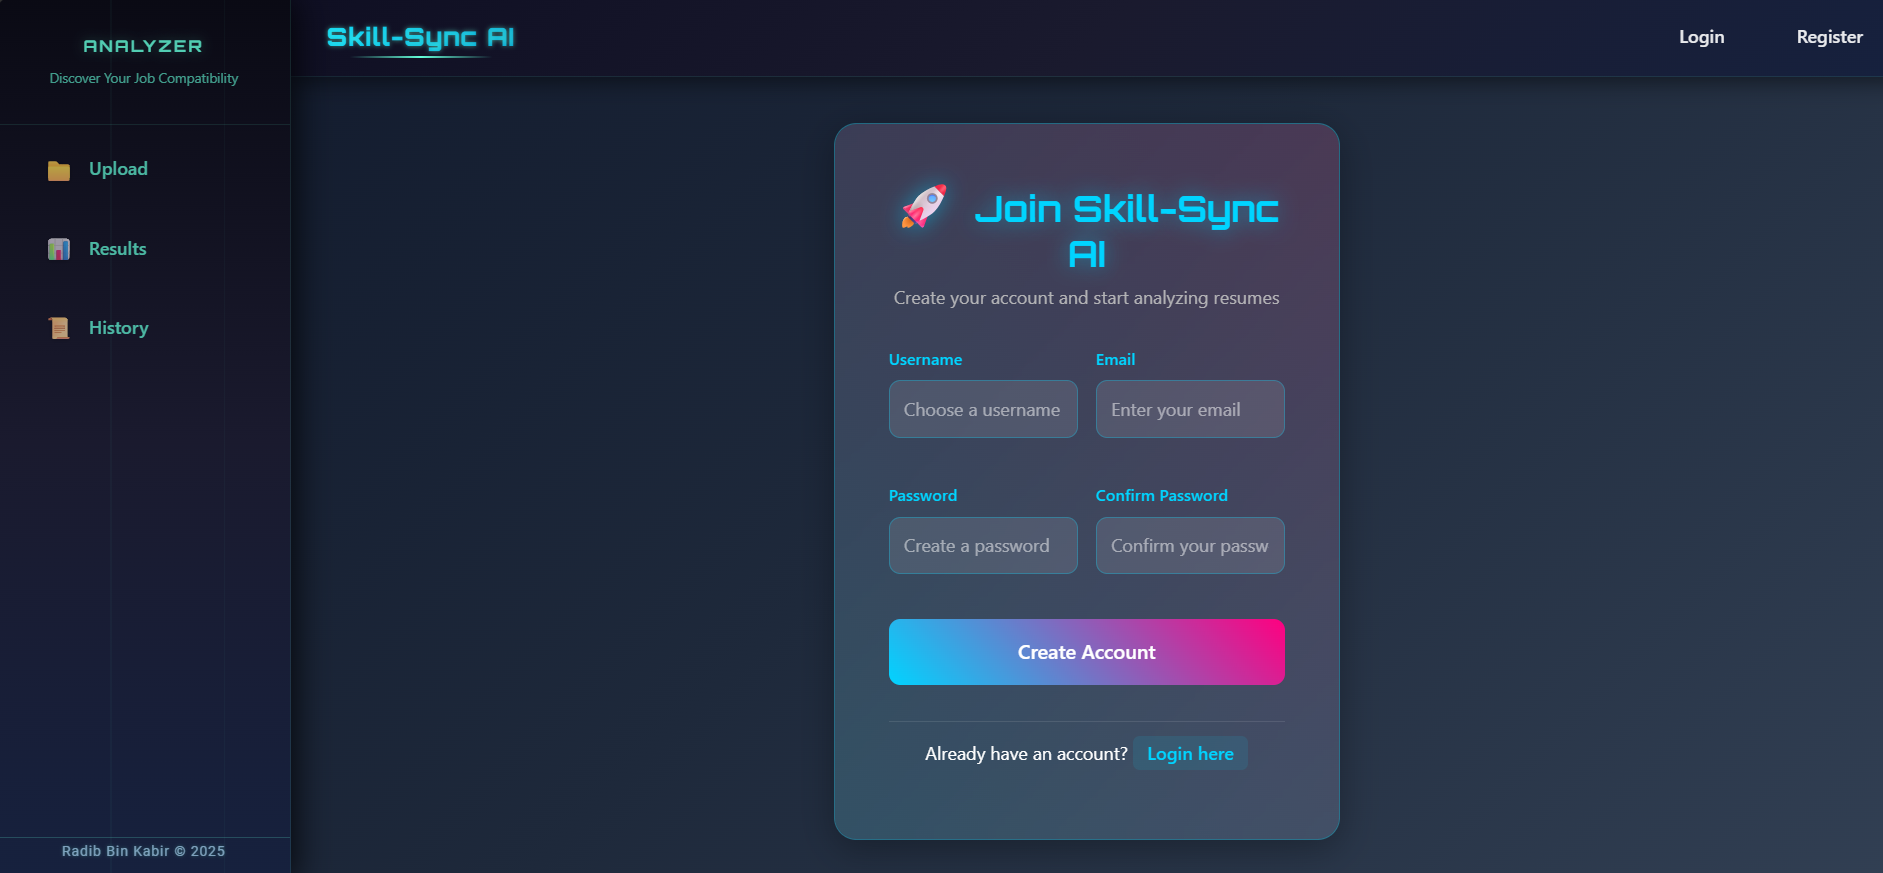 ANALYZER
Discover Your Job Compatibility
Upload
Results
History
Radib Bin Kabir © 2025
Skill-Sync AI
Login
Register
Join Skill-Sync
AI
Create your account and start analyzing resumes
Username
Email
Choose a username
Enter your email
Password
Confirm Password
Create a password
Confirm your passw
Create Account
Already have an account? Login here